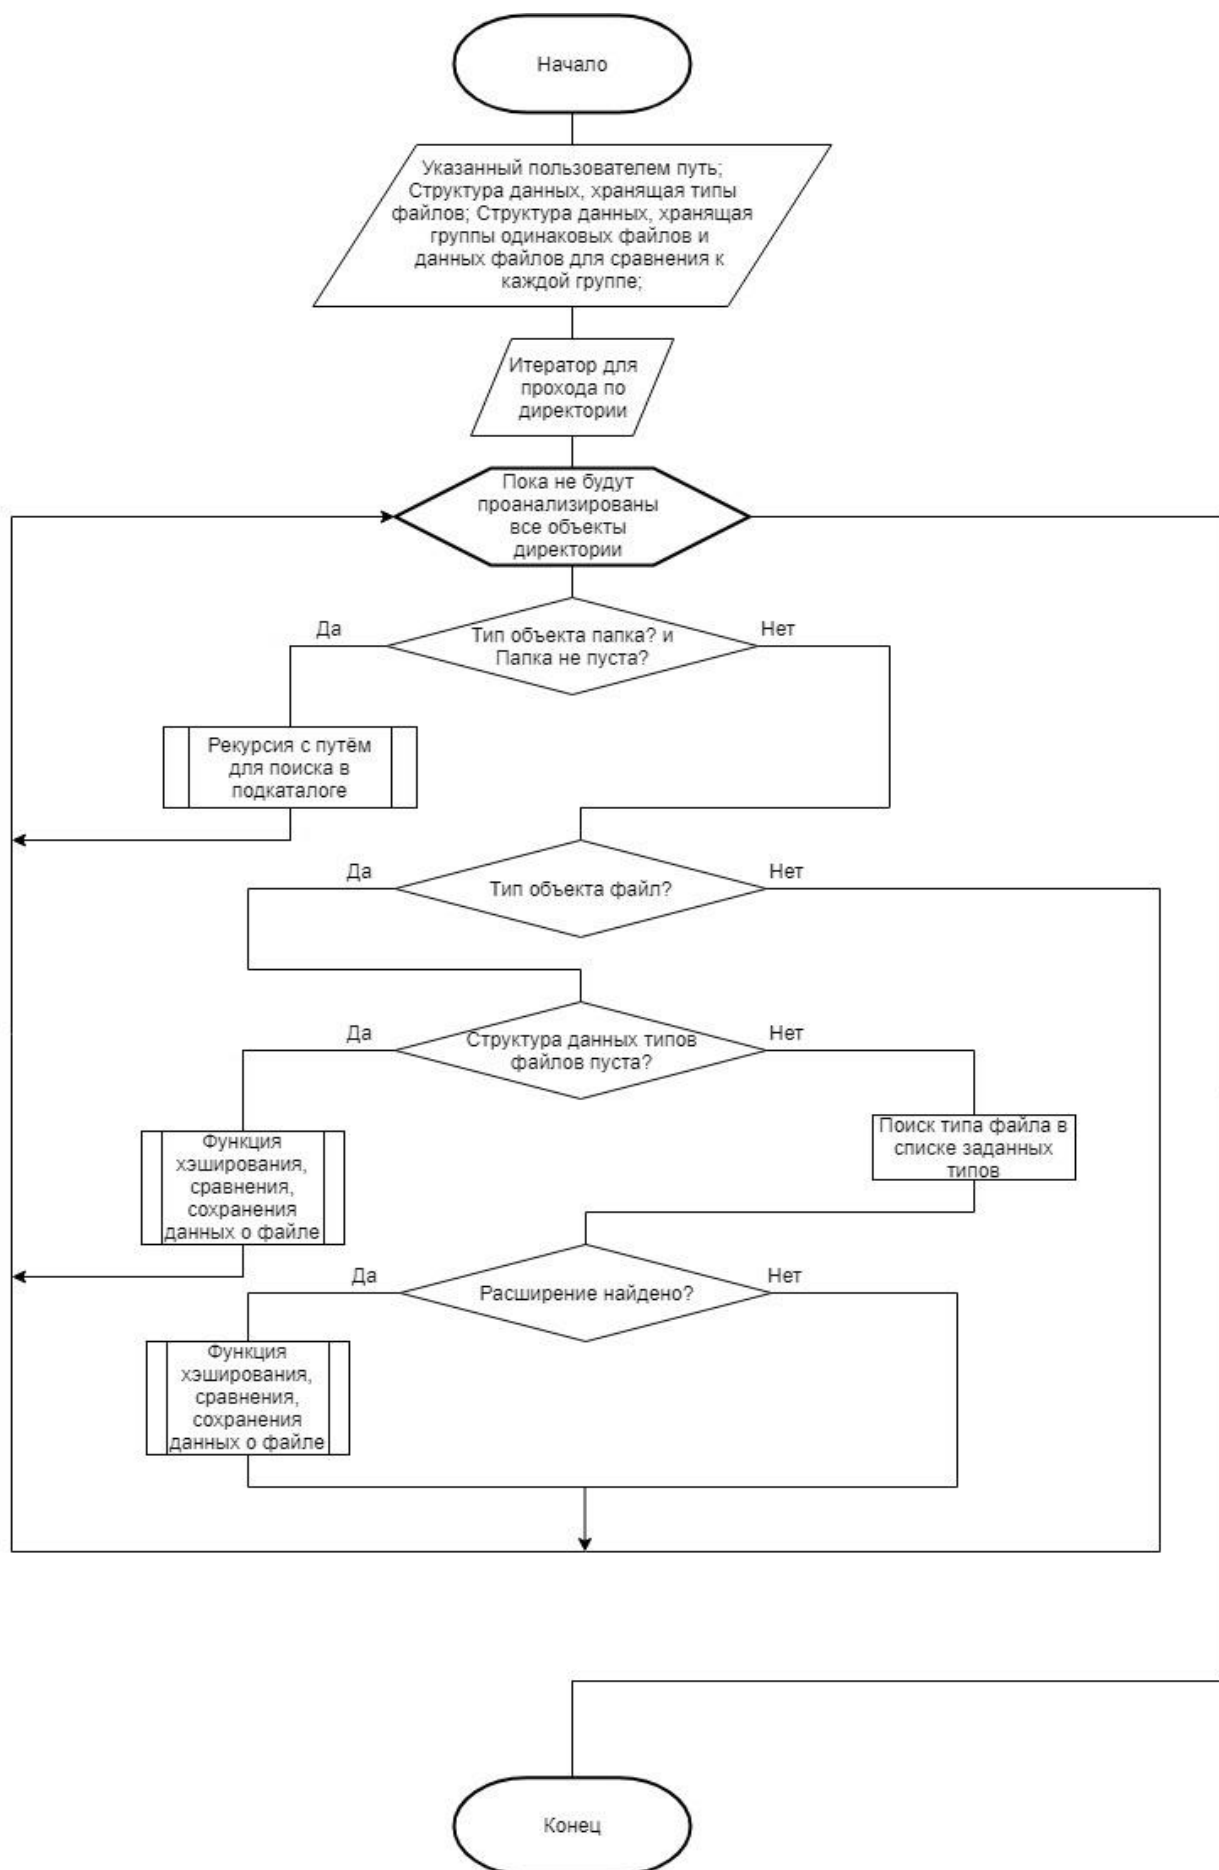 Начало
Указанный пользователем путь;
Структура данных, хранящая типы
файлов; Структура данных, хранящая
группы одинаковых файлов и
данных файлов для сравнения к
каждой группе;
Итератор для
прохода по
директории
Пока не будут
проанализированы
все объекты
директории
Да
Тип объекта папка? и
Папка не пуста?
Нет
Рекурсия с путём
для поиска в
подкаталоге
Да
Тип объекта файл?
Нет
Да
Структура данных типов
файлов пуста?
Нет
Функция
хэширования,
сравнения,
сохранения
данных о файле
Поиск типа файла в
списке заданных
типов
Да
Расширение найдено?
Нет
Функция
хэширования,
сравнения,
сохранения
данных о файле
Конец